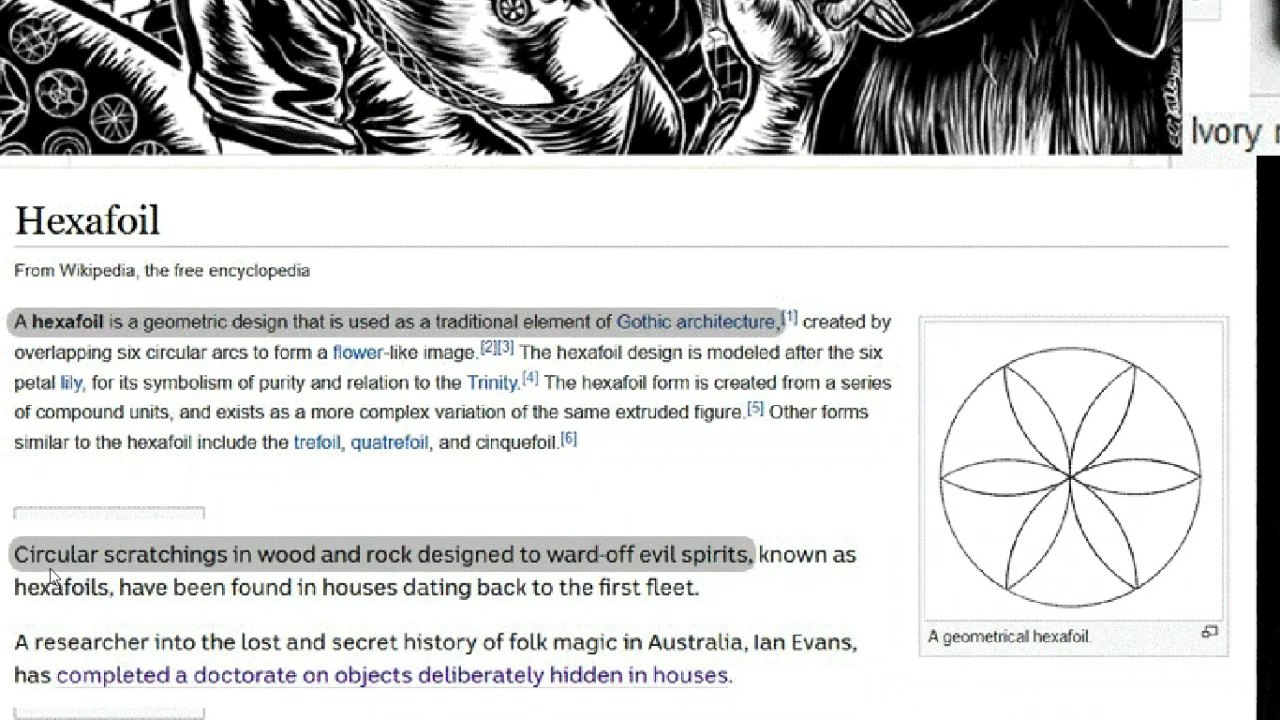 Ivory
Hexafoil
From Wikipedia, the free encyclopedia
A hexafoil is a geometric design that is used as a traditional element of Gothic architecture,[1] created by
overlapping six circular arcs to form a flower-like image.[2][3] The hexafoil design is modeled after the six
petal lily, for its symbolism of purity and relation to the Trinity.[4] The hexafoil form is created from a series
of compound units, and exists as a more complex variation of the same extruded figure.[5] Other forms
similar to the hexafoil include the trefoil, quatrefoil, and cinquefoil.[6]
A geometrical hexafoil.
Circular scratchings in wood and rock designed to ward-off evil spirits, known as
hexafoils, have been found in houses dating back to the first fleet.
A researcher into the lost and secret history of folk magic in Australia, Ian Evans,
has completed a doctorate on objects deliberately hidden in houses.